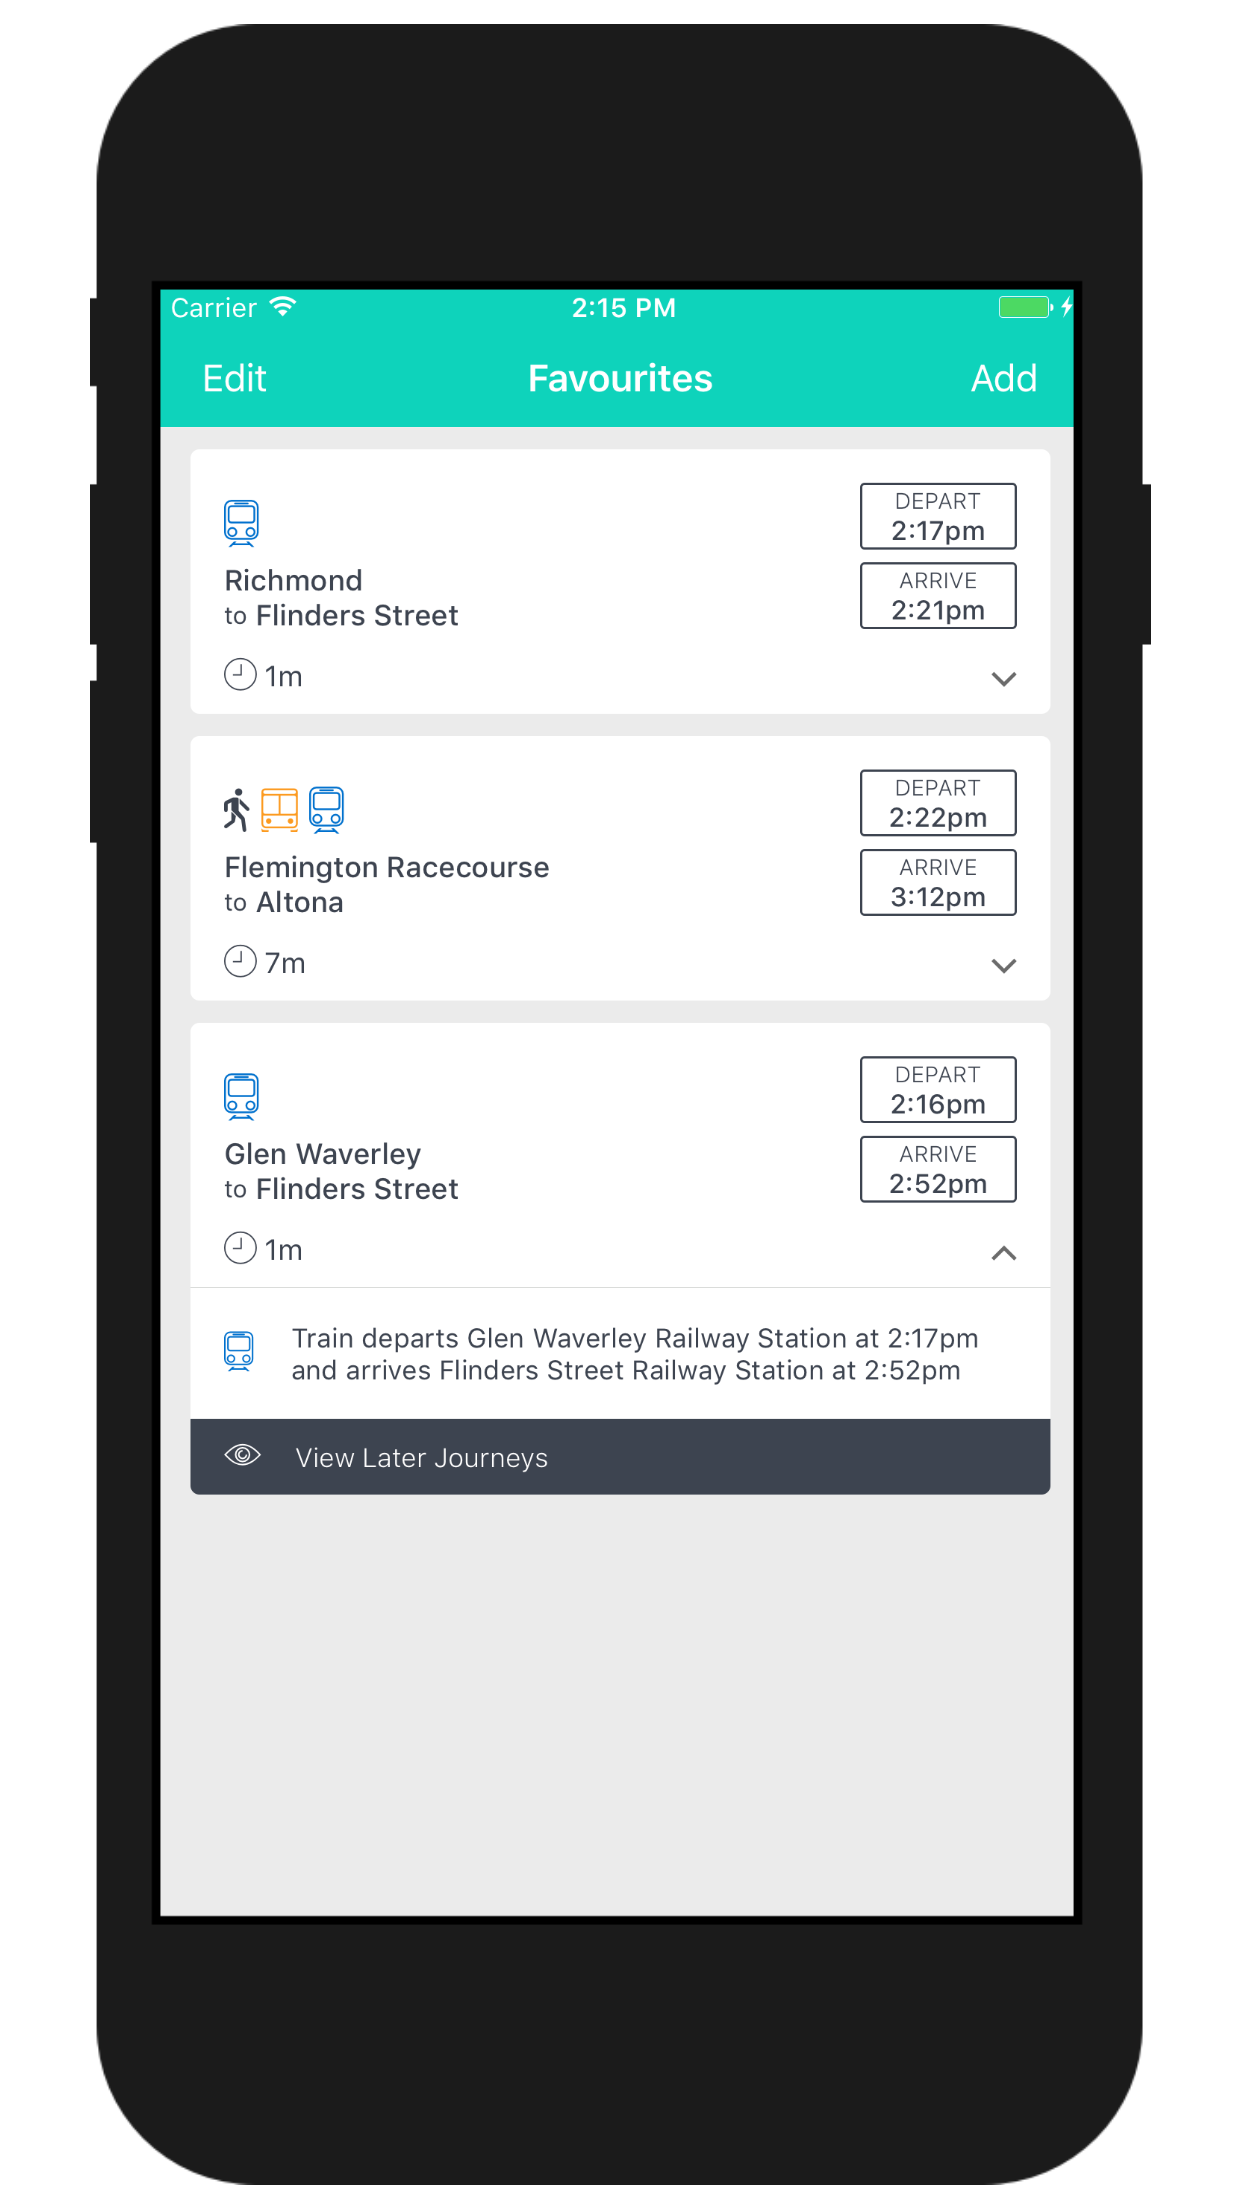 Carrier 2:15 PM
Edit Favourites Add
DEPART
2:17pm
ARRIVE
2:21pm
Richmond
to Flinders Street
1m
DEPART
2:22pm
ARRIVE
3:12pm
Flemington Racecourse
to Altona
7m
DEPART
2:16pm
ARRIVE
2:52pm
Glen Waverley
to Flinders Street
1m
Train departs Glen Waverley Railway Station at 2:17pm
and arrives Flinders Street Railway Station at 2:52pm
View Later Journeys